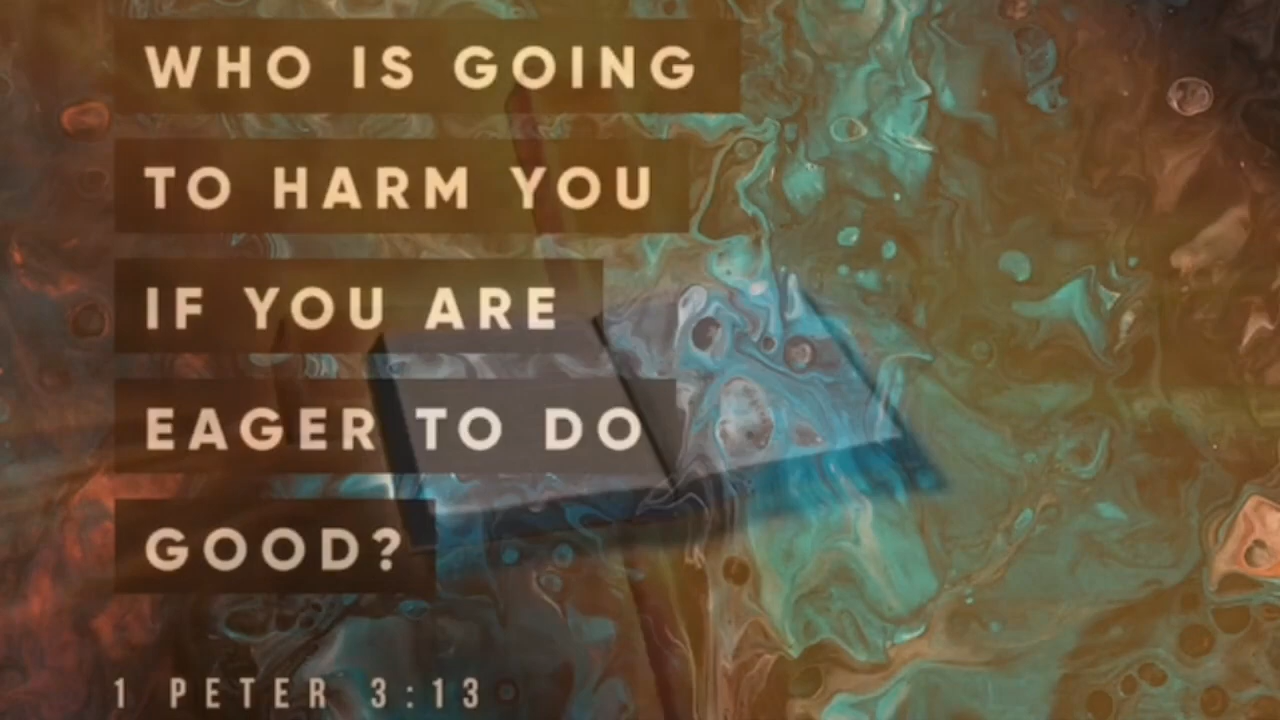 WHO IS GOING
TO HARM YOU
IF YOU ARE
EAGER TO DO
GOOD?
1 PETER 3:13